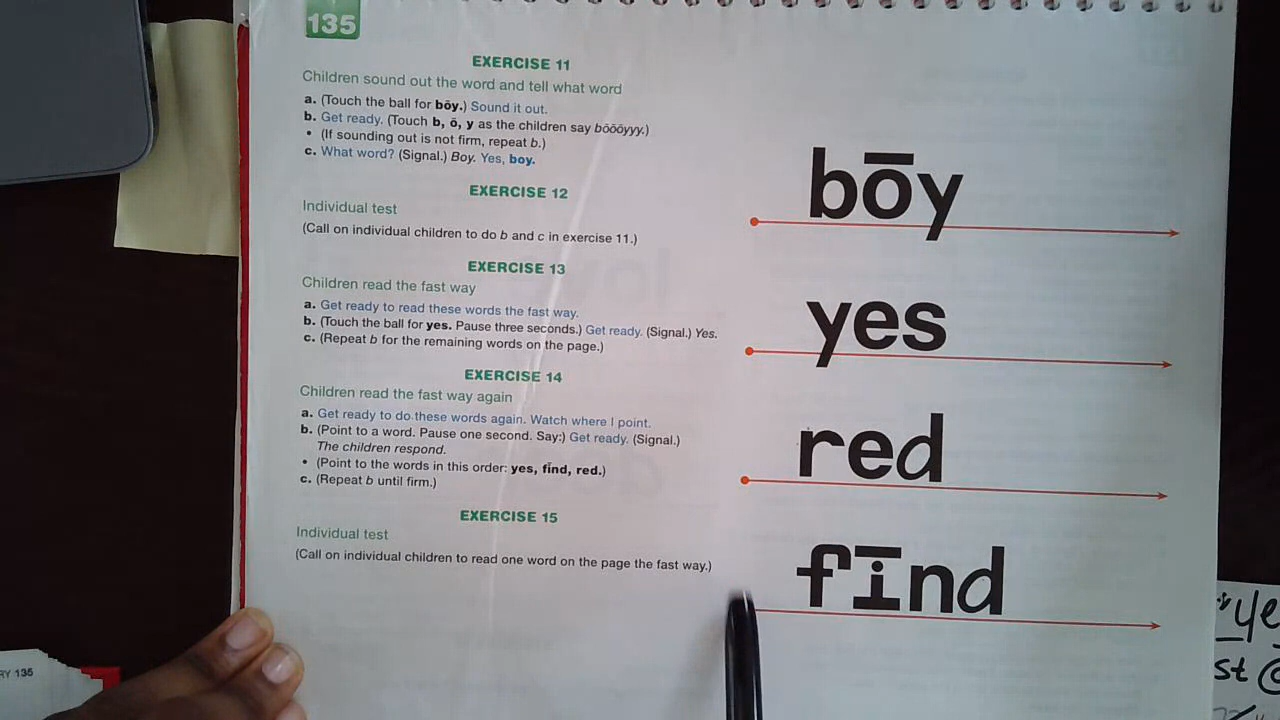 135
EXERCISE 11
Children sound out the word and tell what word
a. (Touch the ball for bōy.) Sound it out.
b. Get ready. (Touch b, ō, y as the children say bōōōyyy.)
• (If sounding out is not firm, repeat b.)
c. What word? (Signal.) Boy. Yes, boy.
EXERCISE 12
Individual test
(Call on individual children to do b and c in exercise 11.)
EXERCISE 13
Children read the fast way
a. Get ready to read these words the fast way.
b. (Touch the ball for yes. Pause three seconds.) Get ready. (Signal.) Yes.
c. (Repeat b for the remaining words on the page.)
EXERCISE 14
Children read the fast way again
a. Get ready to do these words again. Watch where I point.
b. (Point to a word. Pause one second. Say:) Get ready. (Signal.)
The children respond.
• (Point to the words in this order: yes, fīnd, red.)
c. (Repeat b until firm.)
EXERCISE 15
Individual test
(Call on individual children to read one word on the page the fast way.)
bōy
yes
red
fīnd
135